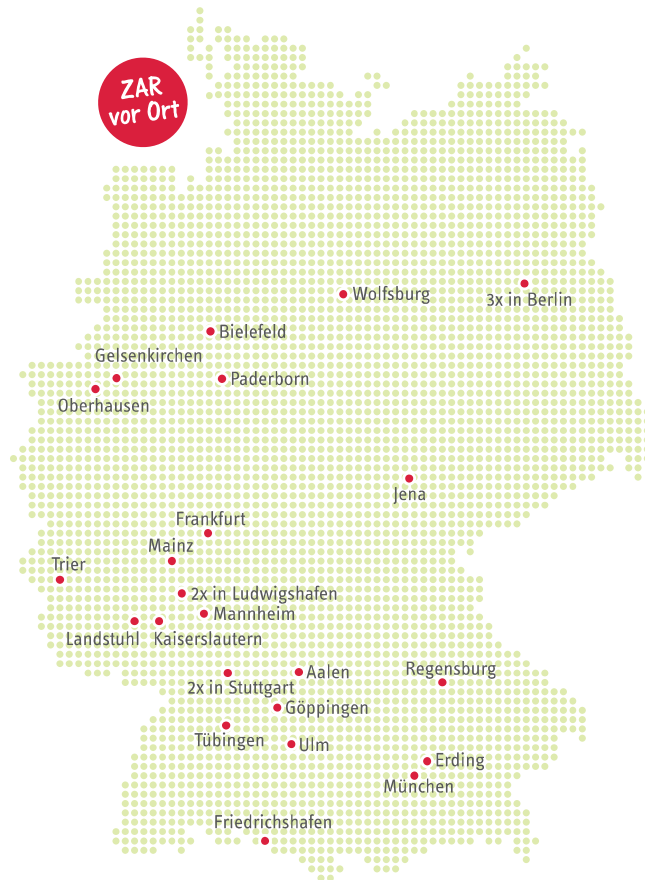 ZAR
vor Ort
Wolfsburg
3x in Berlin
Bielefeld
Gelsenkirchen
Paderborn
Oberhausen
Jena
Frankfurt
Mainz
Trier
2x in Ludwigshafen
Mannheim
Landstuhl
Kaiserslautern
Aalen
Regensburg
2x in Stuttgart
Göppingen
Tübingen
Ulm
Erding
München
Friedrichshafen